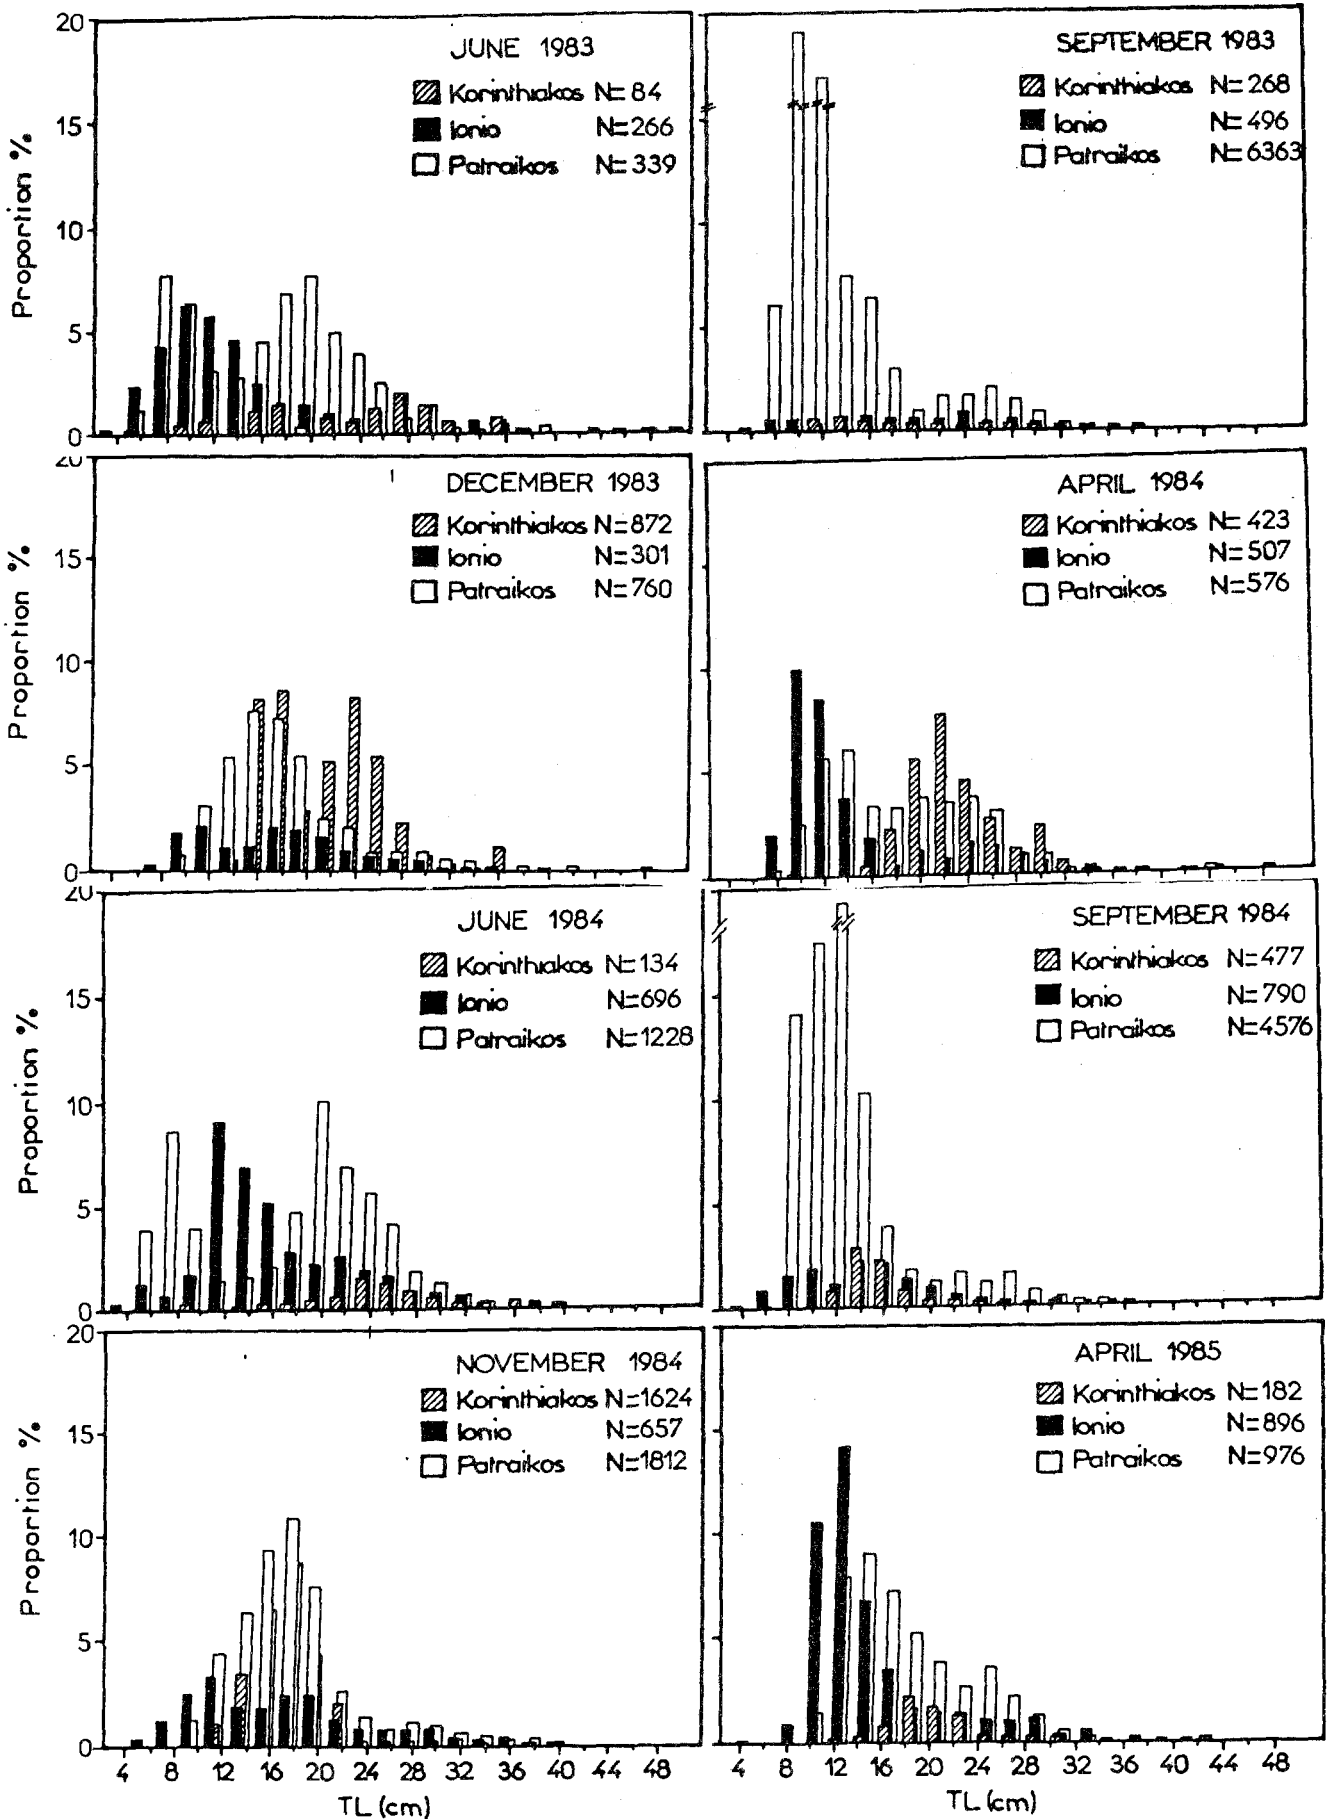 JUNE 1983
Korinthiakos N=84
Ionio N=266
Patraikos N=339
Proportion %
20
15
10
5
0
SEPTEMBER 1983
Korinthiakos N=268
Ionio N=496
Patraikos N=6363
DECEMBER 1983
Korinthiakos N=872
Ionio N=301
Patraikos N=760
Proportion %
20
15
10
5
0
APRIL 1984
Korinthiakos N=423
Ionio N=507
Patraikos N=576
JUNE 1984
Korinthiakos N=134
Ionio N=696
Patraikos N=1228
Proportion %
20
15
10
5
0
SEPTEMBER 1984
Korinthiakos N=477
Ionio N=790
Patraikos N=4576
NOVEMBER 1984
Korinthiakos N=1624
Ionio N=657
Patraikos N=1812
Proportion %
20
15
10
5
0
4 8 12 16 20 24 28 32 36 40 44 48
TL (cm)
APRIL 1985
Korinthiakos N=182
Ionio N=896
Patraikos N=976
4 8 12 16 20 24 28 32 36 40 44 48
TL (cm)